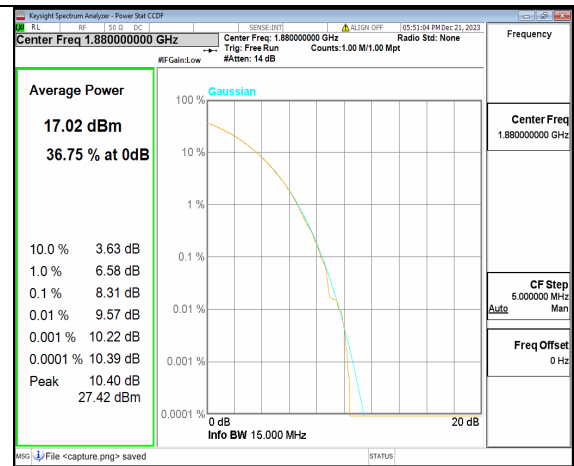 Keysight Spectrum Analyzer - Power Stat CCDF
RL RF 50 Ω DC SENSE:INT ALIGN OFF 05:51:04 PM Dec 21, 2023
Center Freq 1.880000000 GHz
Center Freq: 1.880000000 GHz Radio Std: None
Trig: Free Run Counts:1.00 M/1.00 Mpt
#IFGain:Low #Atten: 14 dB
Frequency
Average Power
17.02 dBm
36.75 % at 0dB
10.0 % 3.63 dB
1.0 % 6.58 dB
0.1 % 8.31 dB
0.01 % 9.57 dB
0.001 % 10.22 dB
0.0001 % 10.39 dB
Peak 10.40 dB
27.42 dBm
Gaussian
100 %
10 %
1 %
0.1 %
0.01 %
0.001 %
0.0001 %
0 dB 20 dB
Info BW 15.000 MHz
Center Freq
1.880000000 GHz
CF Step
5.000000 MHz
Auto Man
Freq Offset
0 Hz
MSG File <capture.png> saved STATUS